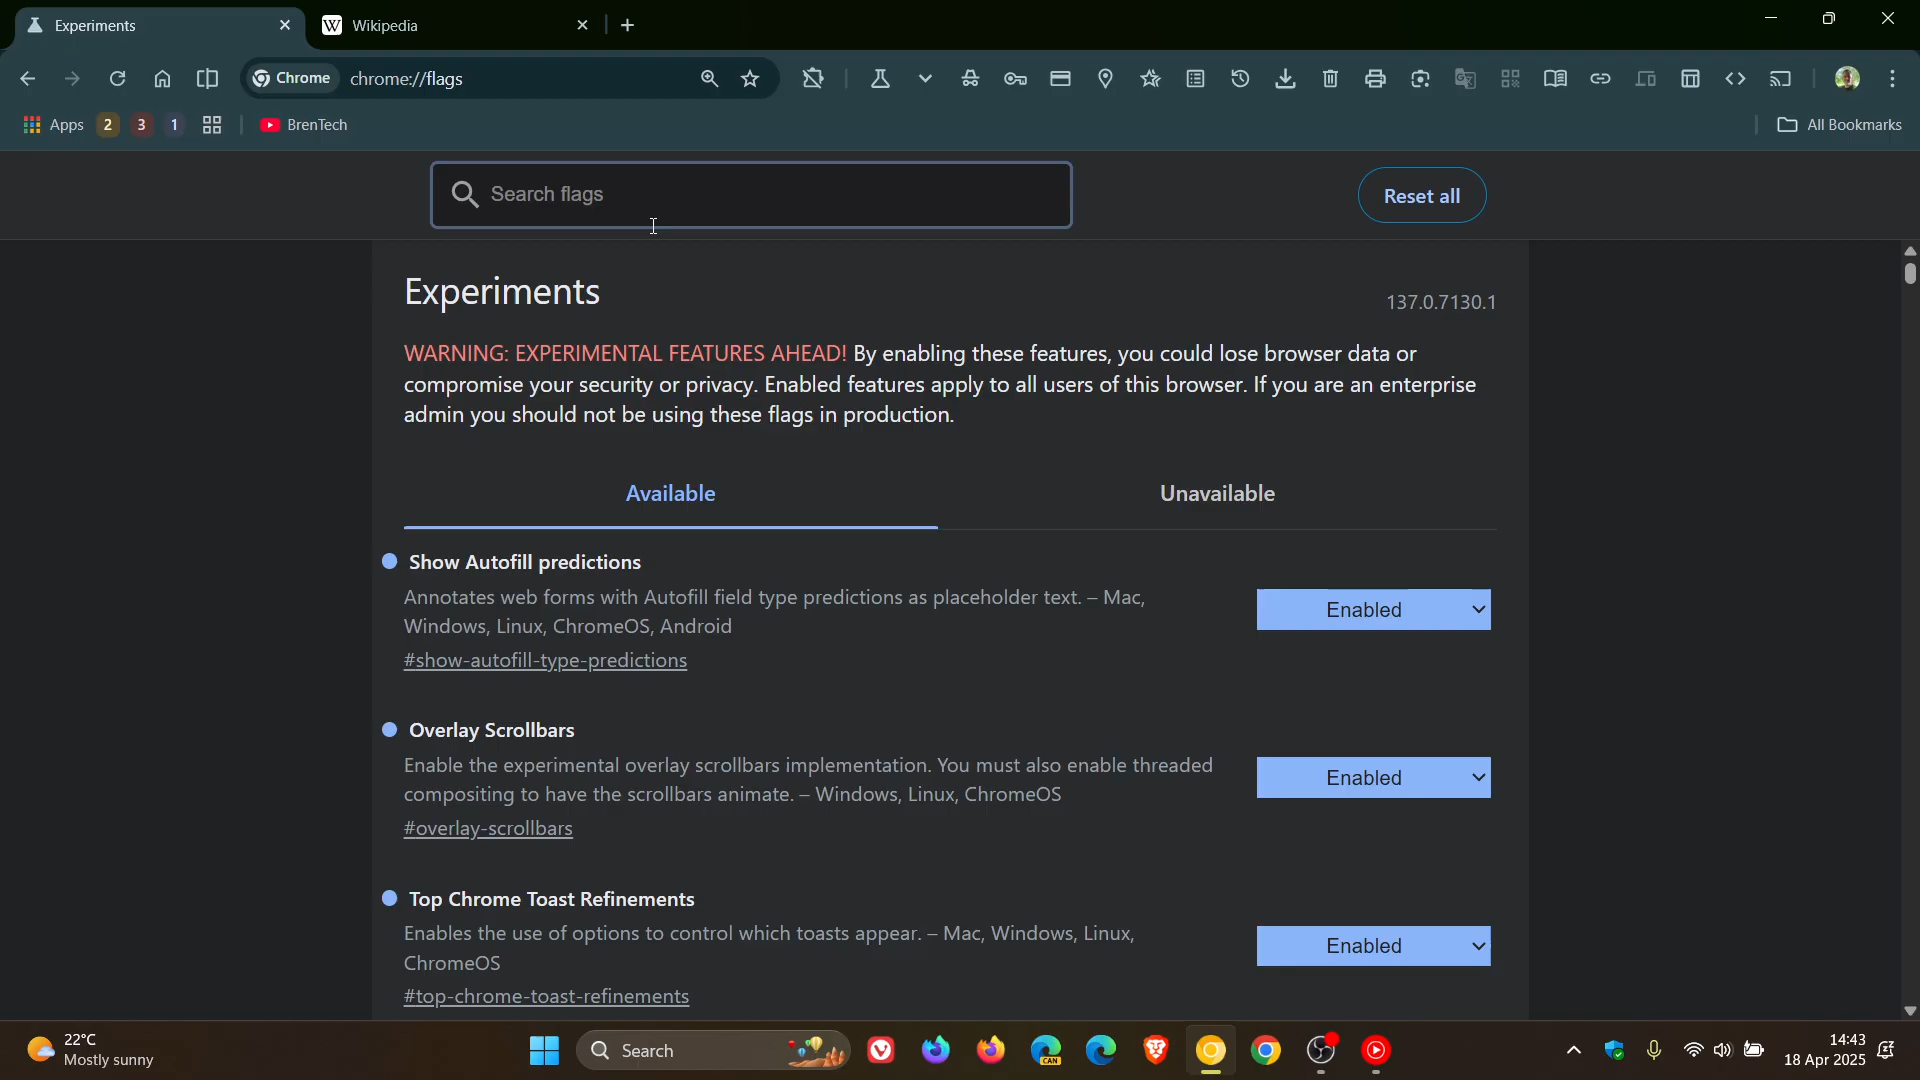 Experiments
Wikipedia
Chrome
chrome://flags
Apps
2
3
1
BrenTech
All Bookmarks
Search flags
Reset all
Experiments
137.0.7130.1
WARNING: EXPERIMENTAL FEATURES AHEAD! By enabling these features, you could lose browser data or
compromise your security or privacy. Enabled features apply to all users of this browser. If you are an enterprise
admin you should not be using these flags in production.
Available
Unavailable
Show Autofill predictions
Annotates web forms with Autofill field type predictions as placeholder text. – Mac,
Windows, Linux, ChromeOS, Android
#show-autofill-type-predictions
Enabled
Overlay Scrollbars
Enable the experimental overlay scrollbars implementation. You must also enable threaded
compositing to have the scrollbars animate. – Windows, Linux, ChromeOS
#overlay-scrollbars
Enabled
Top Chrome Toast Refinements
Enables the use of options to control which toasts appear. – Mac, Windows, Linux,
ChromeOS
#top-chrome-toast-refinements
Enabled
22°C
Mostly sunny
Search
CAN
14:43
18 Apr 2025